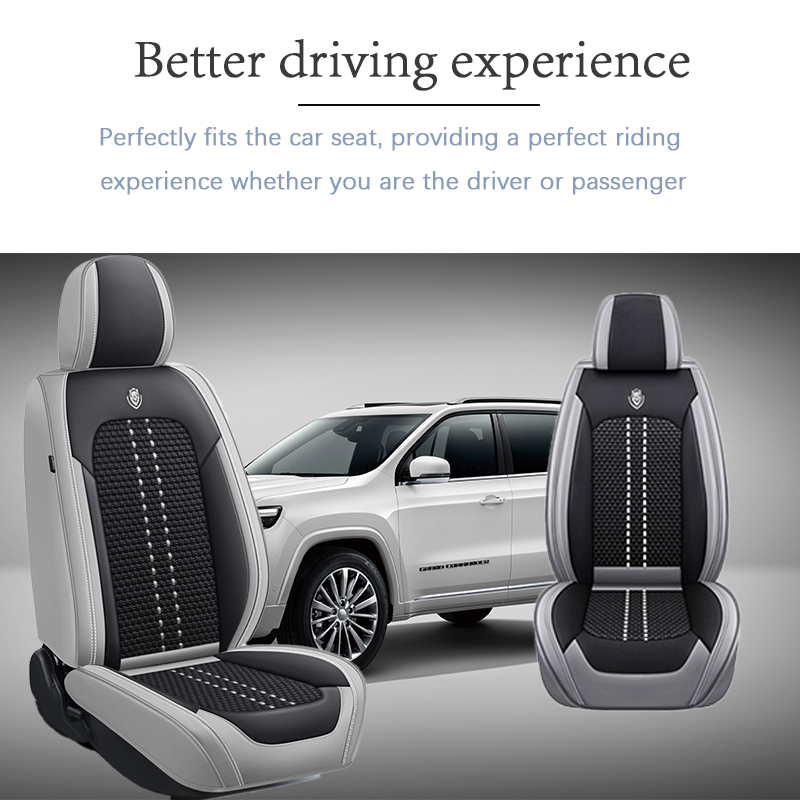 Better driving experience
Perfectly fits the car seat, providing a perfect riding
experience whether you are the driver or passenger